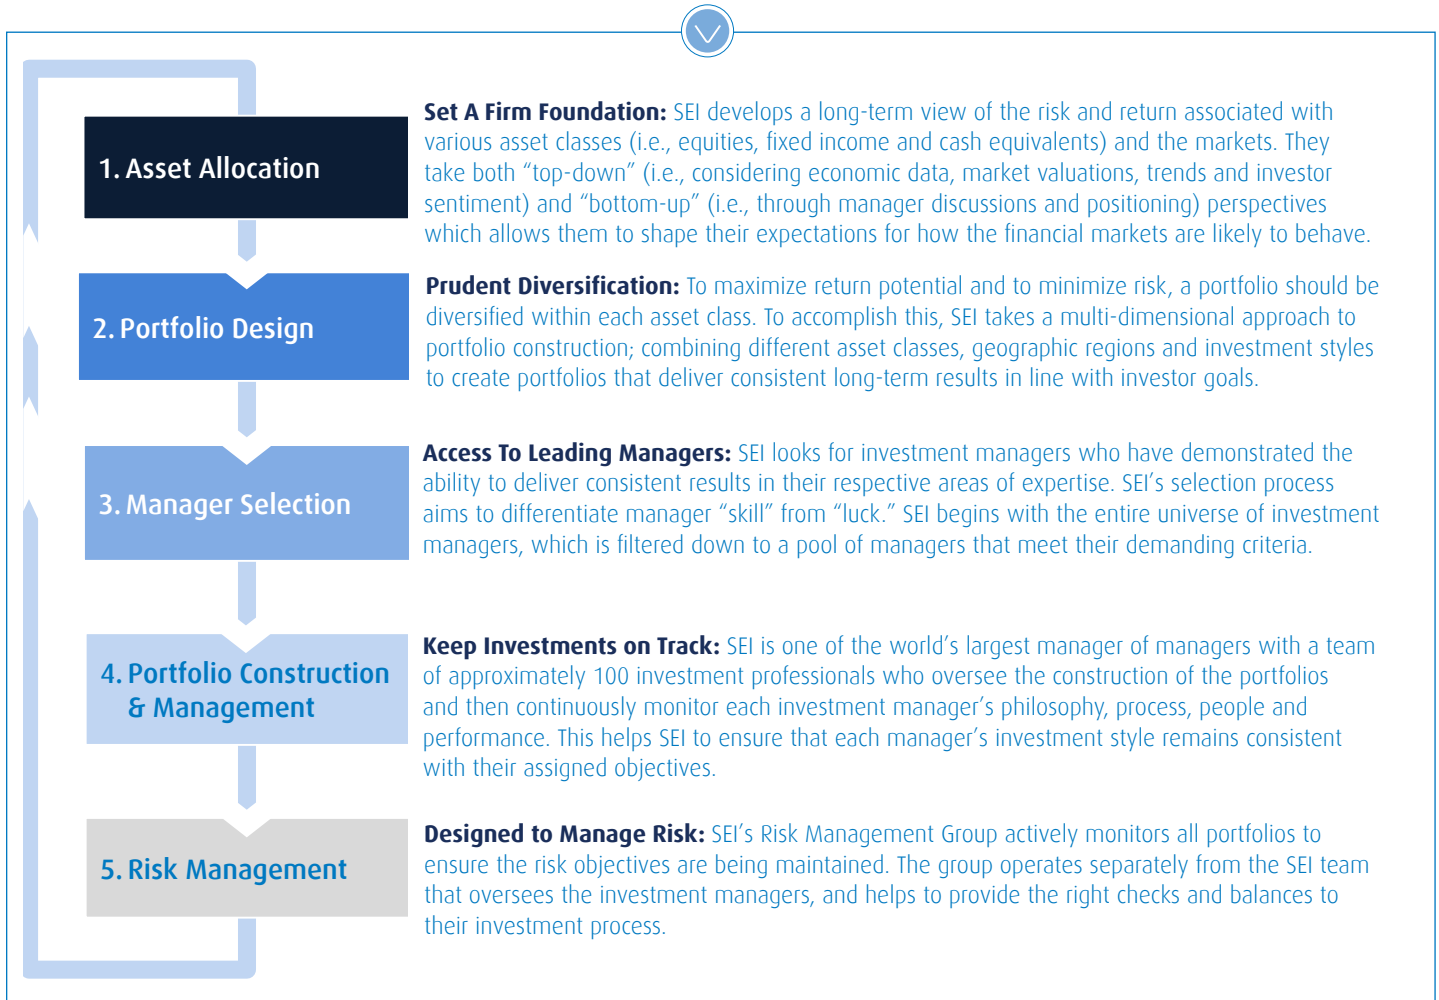 1. Asset Allocation
Set A Firm Foundation: SEI develops a long-term view of the risk and return associated with
various asset classes (i.e., equities, fixed income and cash equivalents) and the markets. They
take both “top-down” (i.e., considering economic data, market valuations, trends and investor
sentiment) and “bottom-up” (i.e., through manager discussions and positioning) perspectives
which allows them to shape their expectations for how the financial markets are likely to behave.
2. Portfolio Design
Prudent Diversification: To maximize return potential and to minimize risk, a portfolio should be
diversified within each asset class. To accomplish this, SEI takes a multi-dimensional approach to
portfolio construction; combining different asset classes, geographic regions and investment styles
to create portfolios that deliver consistent long-term results in line with investor goals.
3. Manager Selection
Access To Leading Managers: SEI looks for investment managers who have demonstrated the
ability to deliver consistent results in their respective areas of expertise. SEI’s selection process
aims to differentiate manager “skill” from “luck.” SEI begins with the entire universe of investment
managers, which is filtered down to a pool of managers that meet their demanding criteria.
4. Portfolio Construction
& Management
Keep Investments on Track: SEI is one of the world’s largest manager of managers with a team
of approximately 100 investment professionals who oversee the construction of the portfolios
and then continuously monitor each investment manager’s philosophy, process, people and
performance. This helps SEI to ensure that each manager’s investment style remains consistent
with their assigned objectives.
5. Risk Management
Designed to Manage Risk: SEI’s Risk Management Group actively monitors all portfolios to
ensure the risk objectives are being maintained. The group operates separately from the SEI team
that oversees the investment managers, and helps to provide the right checks and balances to
their investment process.